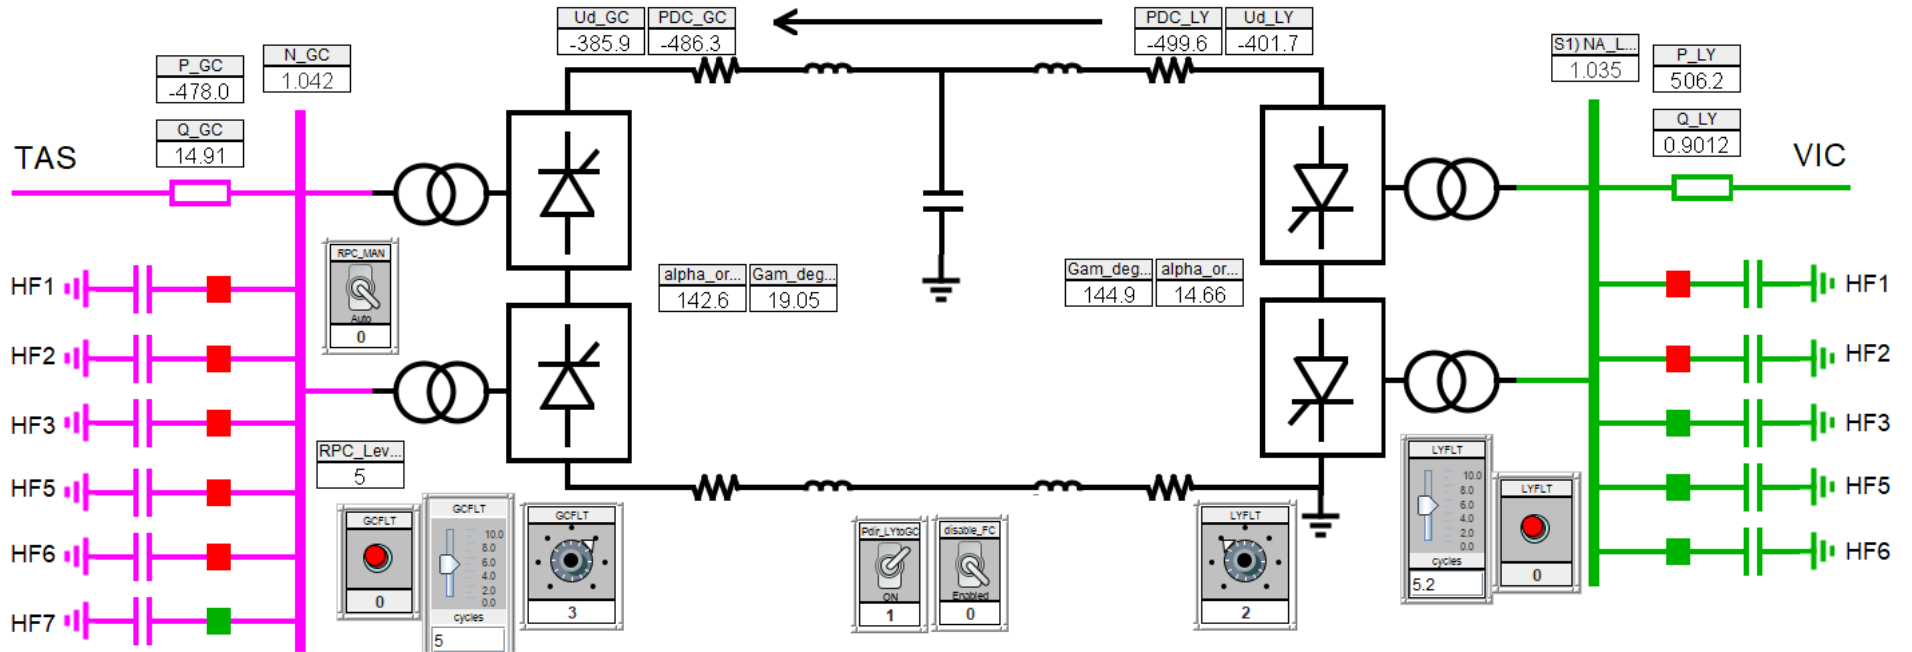 Ud_GC PDC_GC
-385.9 -486.3
PDC_LY Ud_LY
-499.6 -401.7
N_GC
1.042
P_GC
-478.0
Q_GC
14.91
S1) NA_L...
1.035
P_LY
506.2
Q_LY
0.9012
TAS
VIC
RPC_MAN
Auto
0
alpha_or... Gam_deg...
142.6 19.05
Gam_deg... alpha_or...
144.9 14.66
HF1
HF2
HF3
HF5
HF6
HF7
HF1
HF2
HF3
HF5
HF6
RPC_Lev...
5
GCFLT
0
GCFLT
10.0
8.0
6.0
4.0
2.0
0.0
cycles
5
GCFLT
3
Pdir_LYtoGC
ON
1
disable_FC
Enabled
0
LYFLT
2
LYFLT
10.0
8.0
6.0
4.0
2.0
0.0
cycles
5.2
LYFLT
0